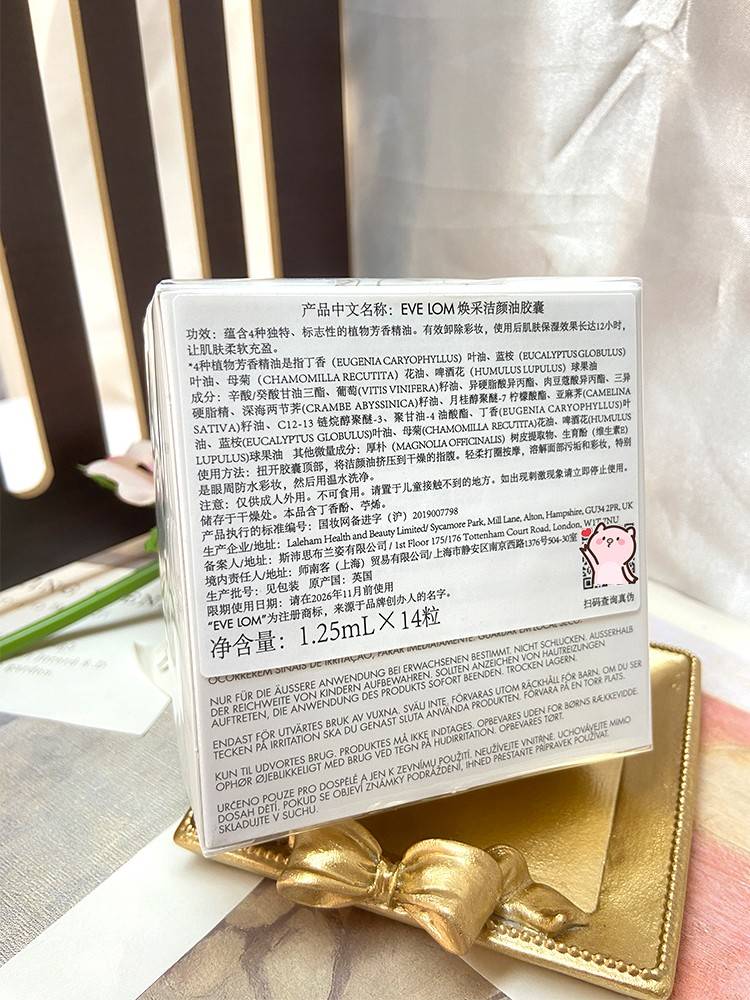 产品中文名称：EVE LOM 焕采洁颜油胶囊
功效：蕴含4种独特、标志性的植物芳香精油。有效卸除彩妆，使用后肌肤保湿效果长达12小时，
让肌肤柔软充盈。
*4种植物芳香精油是指丁香（EUGENIA CARYOPHYLLUS）叶油、蓝桉（EUCALYPTUS GLOBULUS）
叶油、母菊（CHAMOMILLA RECUTITA）花油、啤酒花（HUMULUS LUPULUS）球果油
成分：辛酸/癸酸甘油三酯、葡萄(VITIS VINIFERA)籽油、异硬脂酸异丙酯、肉豆蔻酸异丙酯、三异
硬脂精、深海两节荠(CRAMBE ABYSSINICA)籽油、月桂醇聚醚-7 柠檬酸酯、亚麻荠(CAMELINA
SATIVA)籽油、C12-13 链烷醇聚醚-3、聚甘油-4 油酸酯、丁香(EUGENIA CARYOPHYLLUS)叶
油、蓝桉(EUCALYPTUS GLOBULUS)叶油、母菊(CHAMOMILLA RECUTITA)花油、啤酒花(HUMULUS
LUPULUS)球果油 其他微量成分：厚朴（MAGNOLIA OFFICINALIS）树皮提取物、生育酚（维生素E）
使用方法：扭开胶囊顶部，将洁颜油挤压到干燥的指腹。轻柔打圈按摩，溶解面部污垢和彩妆，特别
是眼周防水彩妆，然后用温水洗净。
注意：仅供成人外用。不可食用。请置于儿童接触不到的地方。如出现刺激现象请立即停止使用。
储存于干燥处。本品含丁香酚、苧烯。
产品执行的标准编号：国妆网备进字（沪）2019007798
生产企业/地址：Laleham Health and Beauty Limited/ Sycamore Park, Mill Lane, Alton, Hampshire, GU34 2PR, UK
备案人/地址：斯沛思布兰姿有限公司 / 1st Floor 175/176 Tottenham Court Road, London, W1T 7NU
境内责任人/地址：师南客（上海）贸易有限公司/上海市静安区南京西路1376号504-30室
生产批号：见包装 原产国：英国
限期使用日期：请在2026年11月前使用
"EVE LOM"为注册商标，来源于品牌创办人的名字。
净含量：1.25mL×14粒
扫码查询真伪
OCORREREM SINAIS DE IRRITAÇÃO, PARAR IMEDIATAMENTE. GUARDAR EM LOCAL SECO.
NUR FÜR DIE ÄUSSERE ANWENDUNG BEI ERWACHSENEN BESTIMMT. NICHT SCHLUCKEN. AUSSERHALB
DER REICHWEITE VON KINDERN AUFBEWAHREN. SOLLTEN ANZEICHEN VON HAUTREIZUNGEN
AUFTRETEN, DIE ANWENDUNG DES PRODUKTS SOFORT BEENDEN. TROCKEN LAGERN.
ENDAST FÖR UTVÄRTES BRUK AV VUXNA. SVÄLJ INTE. FÖRVARAS UTOM RÄCKHÅLL FÖR BARN. OM DU SER
TECKEN PÅ IRRITATION SKA DU GENAST SLUTA ANVÄNDA PRODUKTEN. FÖRVARA PÅ EN TORR PLATS.
KUN TIL UDVORTES BRUG. PRODUKTES MÅ IKKE INDTAGES. OPBEVARES UDEN FOR BØRNS RÆKKEVIDDE.
OPHØR ØJEBLIKKELIGT MED BRUG VED TEGN PÅ HUDIRRITATION. OPBEVARES TØRT.
URČENO POUZE PRO DOSPĚLÉ A JEN K ZEVNÍMU POUŽITÍ. NEUŽÍVEJTE VNITŘNĚ. UCHOVÁVEJTE MIMO
DOSAH DĚTÍ. POKUD SE OBJEVÍ ZNÁMKY PODRÁŽDĚNÍ, IHNED PŘESTAŇTE PŘÍPRAVEK POUŽÍVAT.
SKLADUJTE V SUCHU.